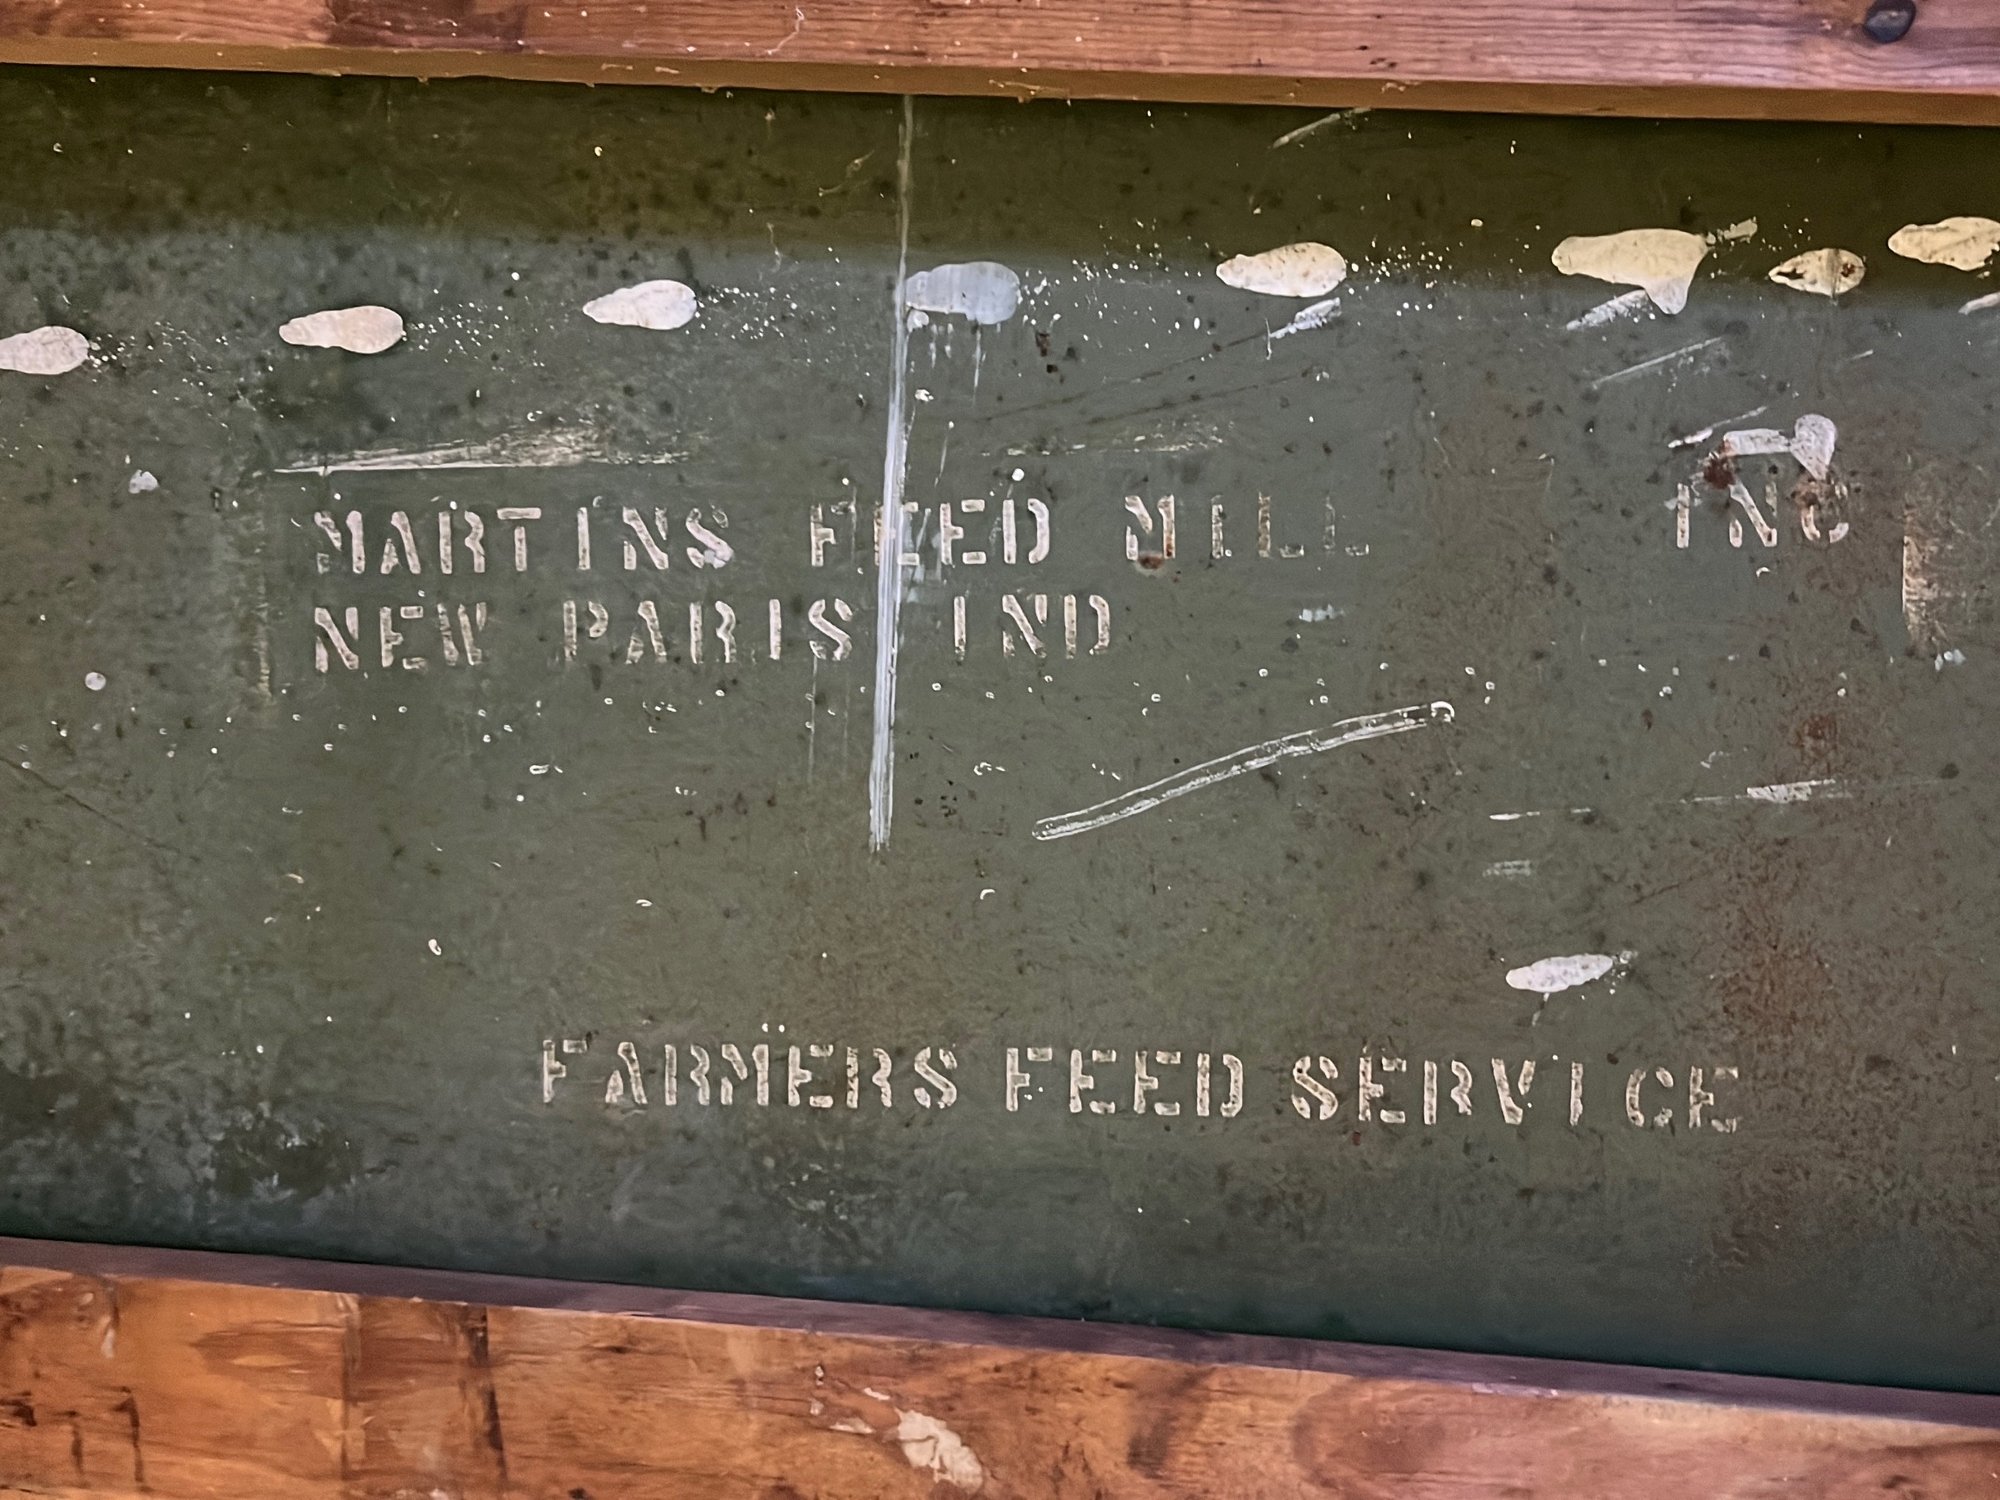 MARTINS FEED MILL INC
NEW PARIS IND
FARMERS FEED SERVICE